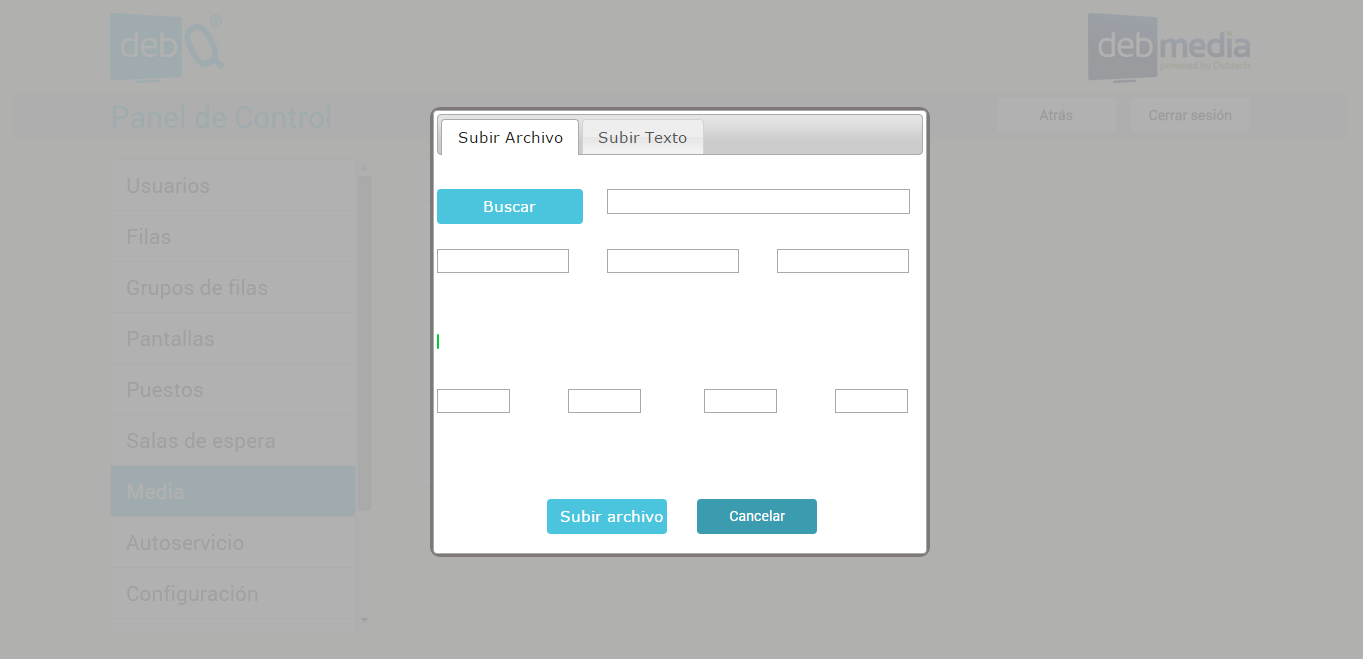 debQ®
debmedia
powered by Debtech
Panel de Control
Atrás
Cerrar sesión
Subir Archivo
Subir Texto
Usuarios
Filas
Grupos de filas
Pantallas
Puestos
Salas de espera
Media
Autoservicio
Configuración
Buscar
Subir archivo
Cancelar